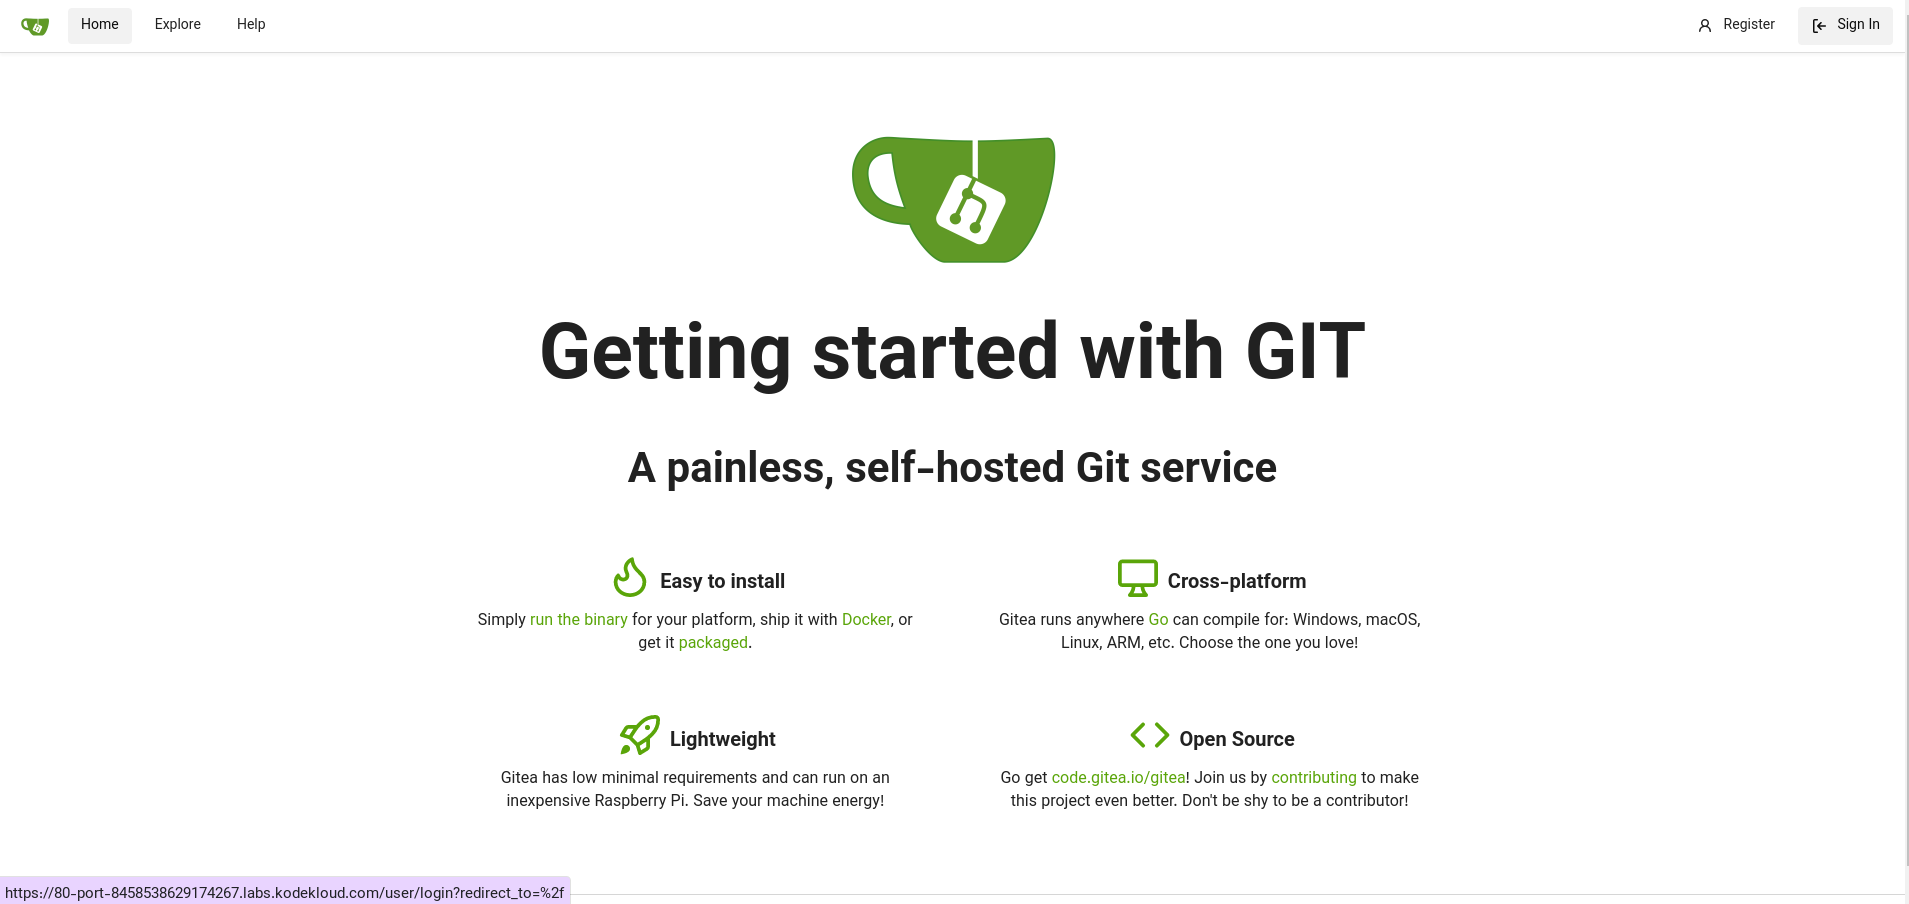 Home Explore Help Register Sign In
Getting started with GIT
A painless, self-hosted Git service
Easy to install
Simply run the binary for your platform, ship it with Docker, or
get it packaged.
Cross-platform
Gitea runs anywhere Go can compile for: Windows, macOS,
Linux, ARM, etc. Choose the one you love!
Lightweight
Gitea has low minimal requirements and can run on an
inexpensive Raspberry Pi. Save your machine energy!
Open Source
Go get code.gitea.io/gitea! Join us by contributing to make
this project even better. Don't be shy to be a contributor!
https://80-port-8458538629174267.labs.kodekloud.com/user/login?redirect_to=%2f